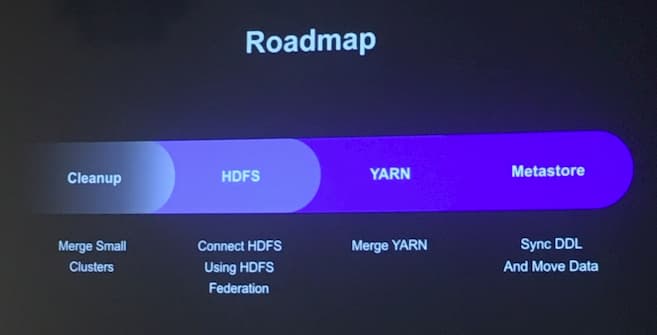 Roadmap
Cleanup
HDFS
YARN
Metastore
Merge Small
Clusters
Connect HDFS
Using HDFS
Federation
Merge YARN
Sync DDL
And Move Data